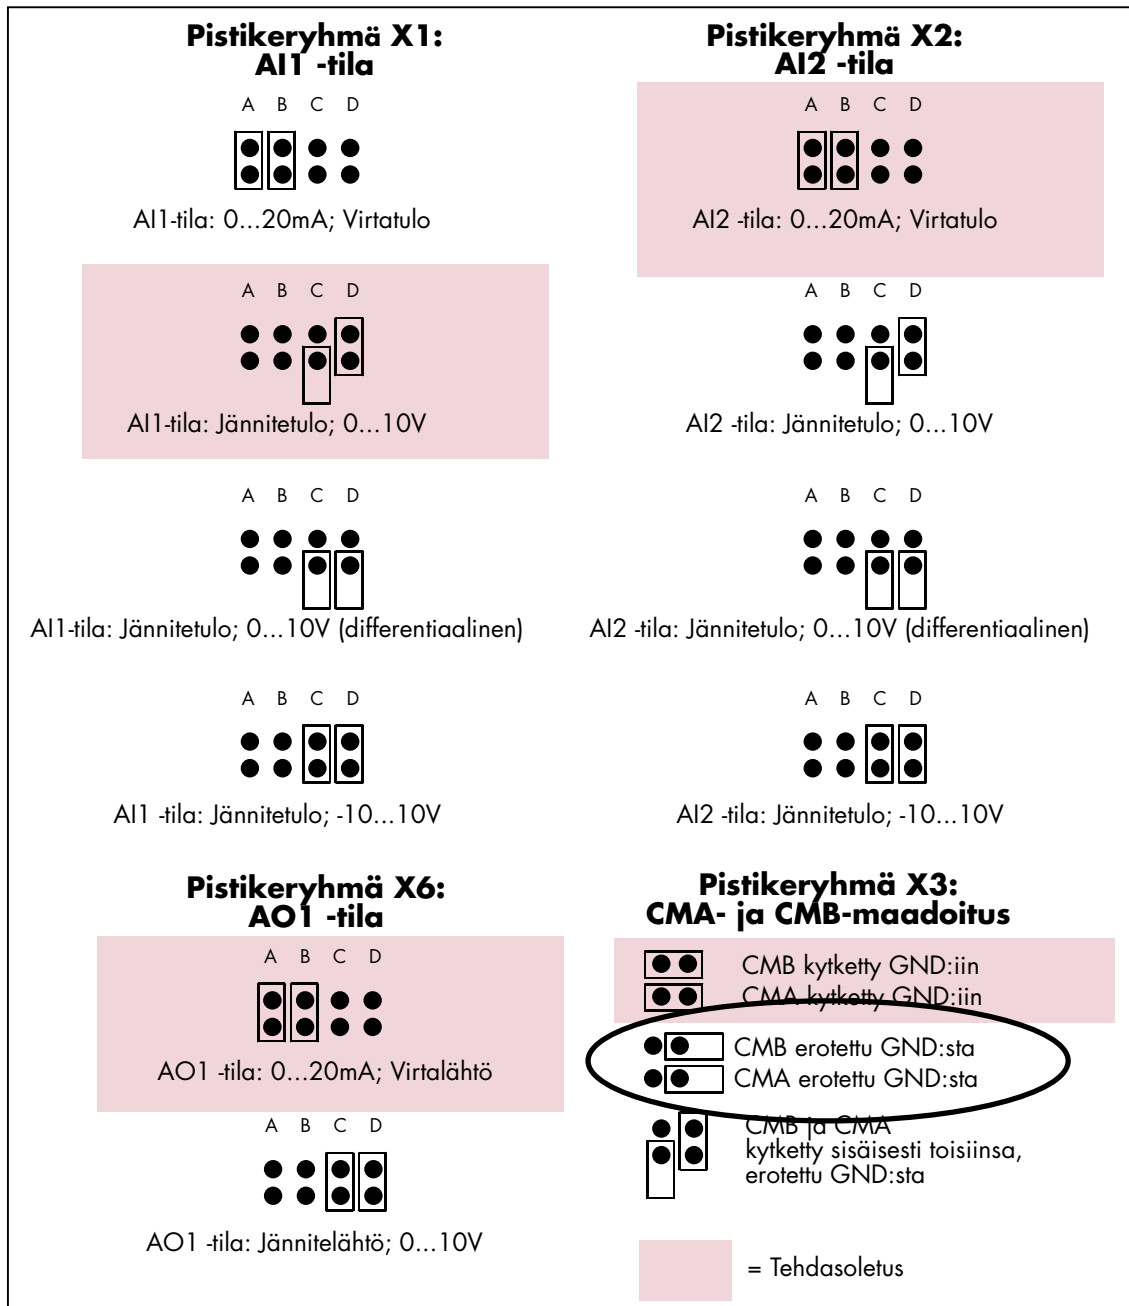 Pistikeryhmä X1:
AI1 -tila
A B C D
AI1-tila: 0...20mA; Virtatulo
A B C D
AI1-tila: Jännitetulo; 0...10V
A B C D
AI1-tila: Jännitetulo; 0...10V (differentiaalinen)
A B C D
AI1 -tila: Jännitetulo; -10...10V
Pistikeryhmä X2:
AI2 -tila
A B C D
AI2 -tila: 0...20mA; Virtatulo
A B C D
AI2 -tila: Jännitetulo; 0...10V
A B C D
AI2 -tila: Jännitetulo; 0...10V (differentiaalinen)
A B C D
AI2 -tila: Jännitetulo; -10...10V
Pistikeryhmä X6:
AO1 -tila
A B C D
AO1 -tila: 0...20mA; Virtalähtö
A B C D
AO1 -tila: Jännitelähtö; 0...10V
Pistikeryhmä X3:
CMA- ja CMB-maadoitus
CMB kytketty GND:iin
CMA kytketty GND:iin
CMB erotettu GND:sta
CMA erotettu GND:sta
CMB ja CMA
kytketty sisäisesti toisiinsa,
erotettu GND:sta
= Tehdasoletus